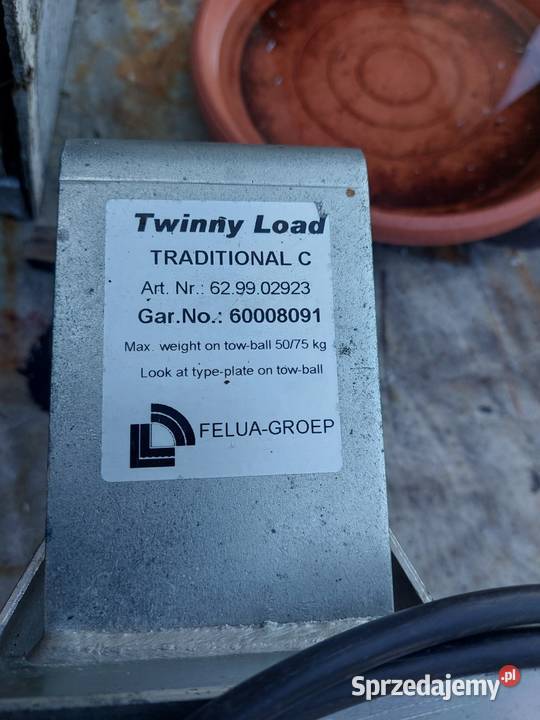 Twinny Load
TRADITIONAL C
Art. Nr.: 62.99.02923
Gar.No.: 60008091
Max. weight on tow-ball 50/75 kg
Look at type-plate on tow-ball
FELUA-GROEP
Sprzedajemy.pl